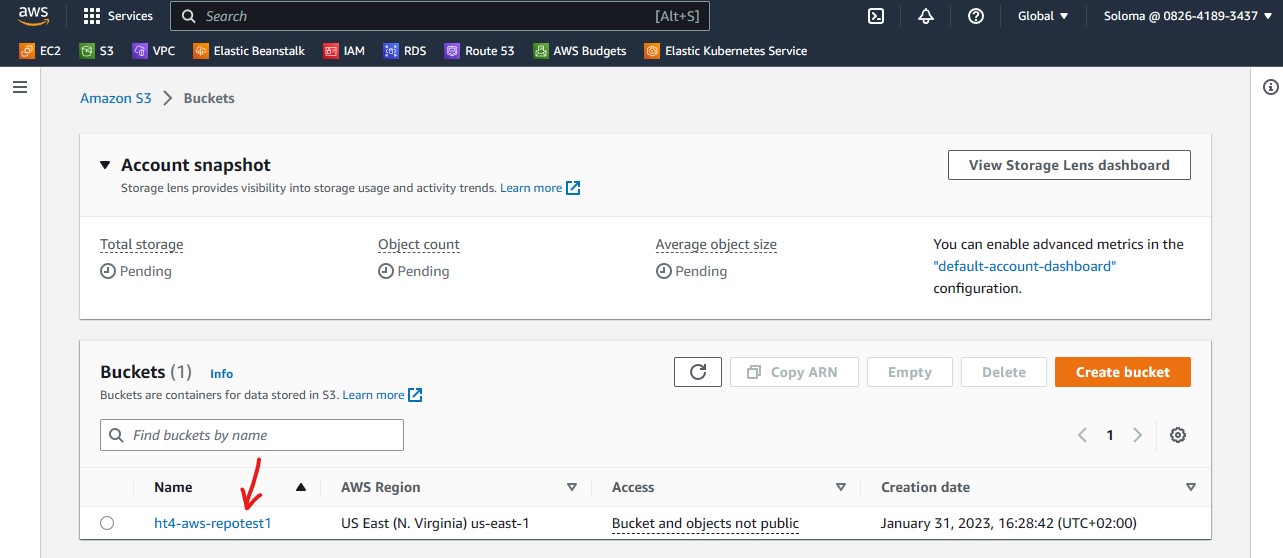 aws
Services
Search [Alt+S]
Global
Soloma @ 0826-4189-3437
EC2 S3 VPC Elastic Beanstalk IAM RDS Route 53 AWS Budgets Elastic Kubernetes Service
Amazon S3 > Buckets
Account snapshot
View Storage Lens dashboard
Storage lens provides visibility into storage usage and activity trends. Learn more
Total storage Object count Average object size
Pending Pending Pending
You can enable advanced metrics in the
"default-account-dashboard"
configuration.
Buckets (1) Info
Copy ARN Empty Delete Create bucket
Buckets are containers for data stored in S3. Learn more
Find buckets by name
1
Name AWS Region Access Creation date
ht4-aws-repotest1 US East (N. Virginia) us-east-1 Bucket and objects not public January 31, 2023, 16:28:42 (UTC+02:00)